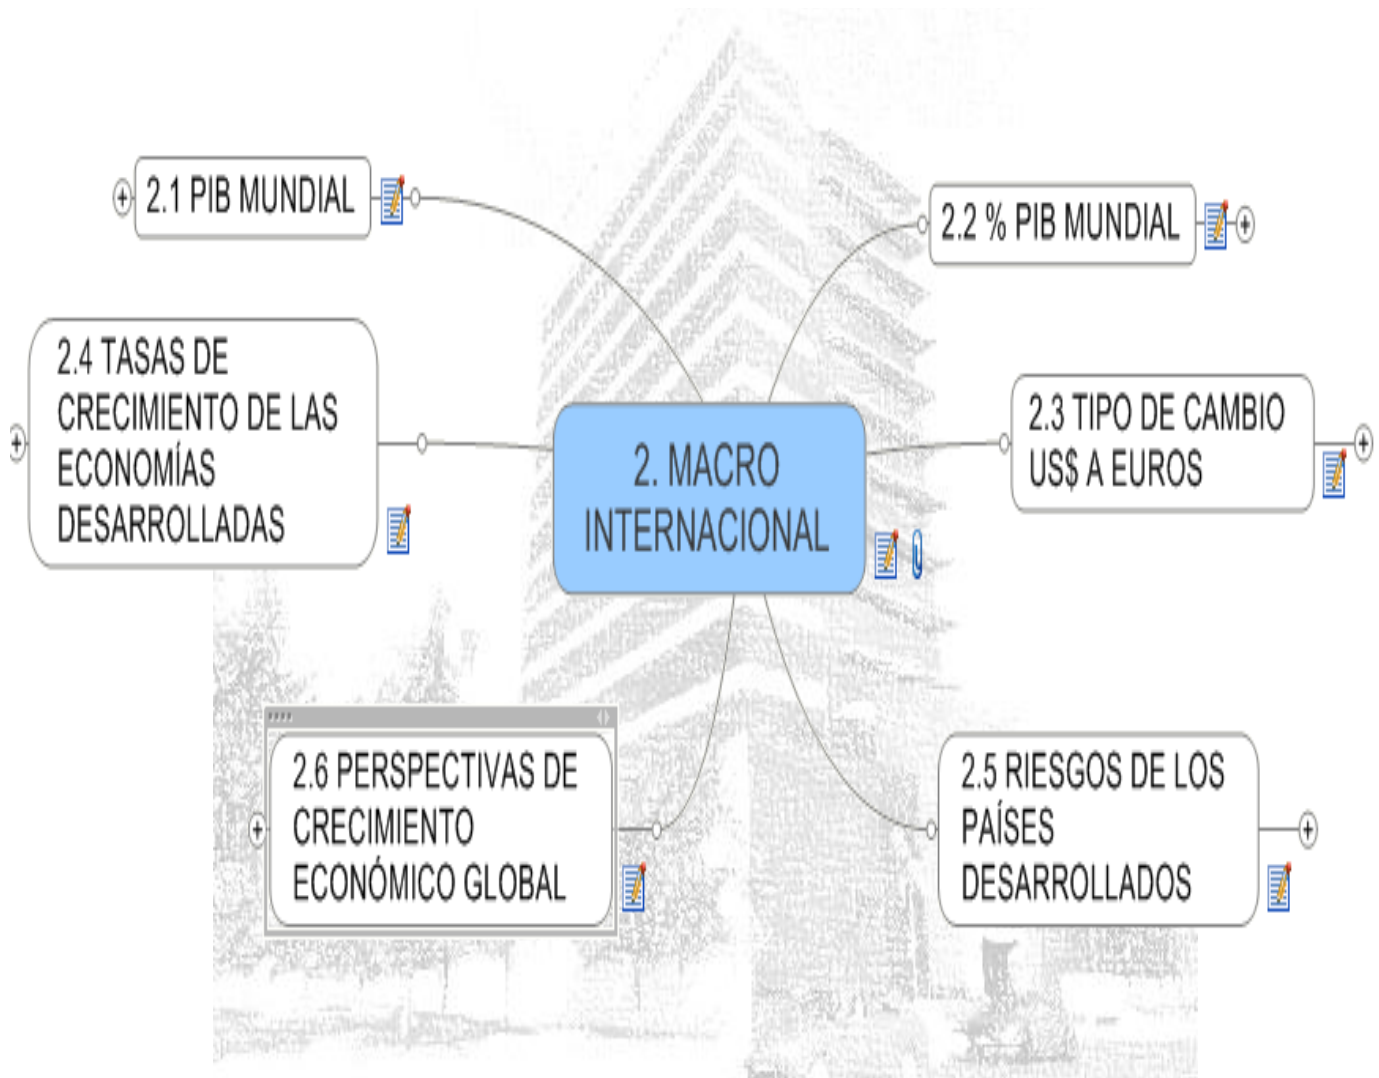 2.1 PIB MUNDIAL
2.2 % PIB MUNDIAL
2.4 TASAS DE
CRECIMIENTO DE LAS
ECONOMÍAS
DESARROLLADAS
2. MACRO
INTERNACIONAL
2.3 TIPO DE CAMBIO
US$ A EUROS
2.6 PERSPECTIVAS DE
CRECIMIENTO
ECONÓMICO GLOBAL
2.5 RIESGOS DE LOS
PAÍSES
DESARROLLADOS